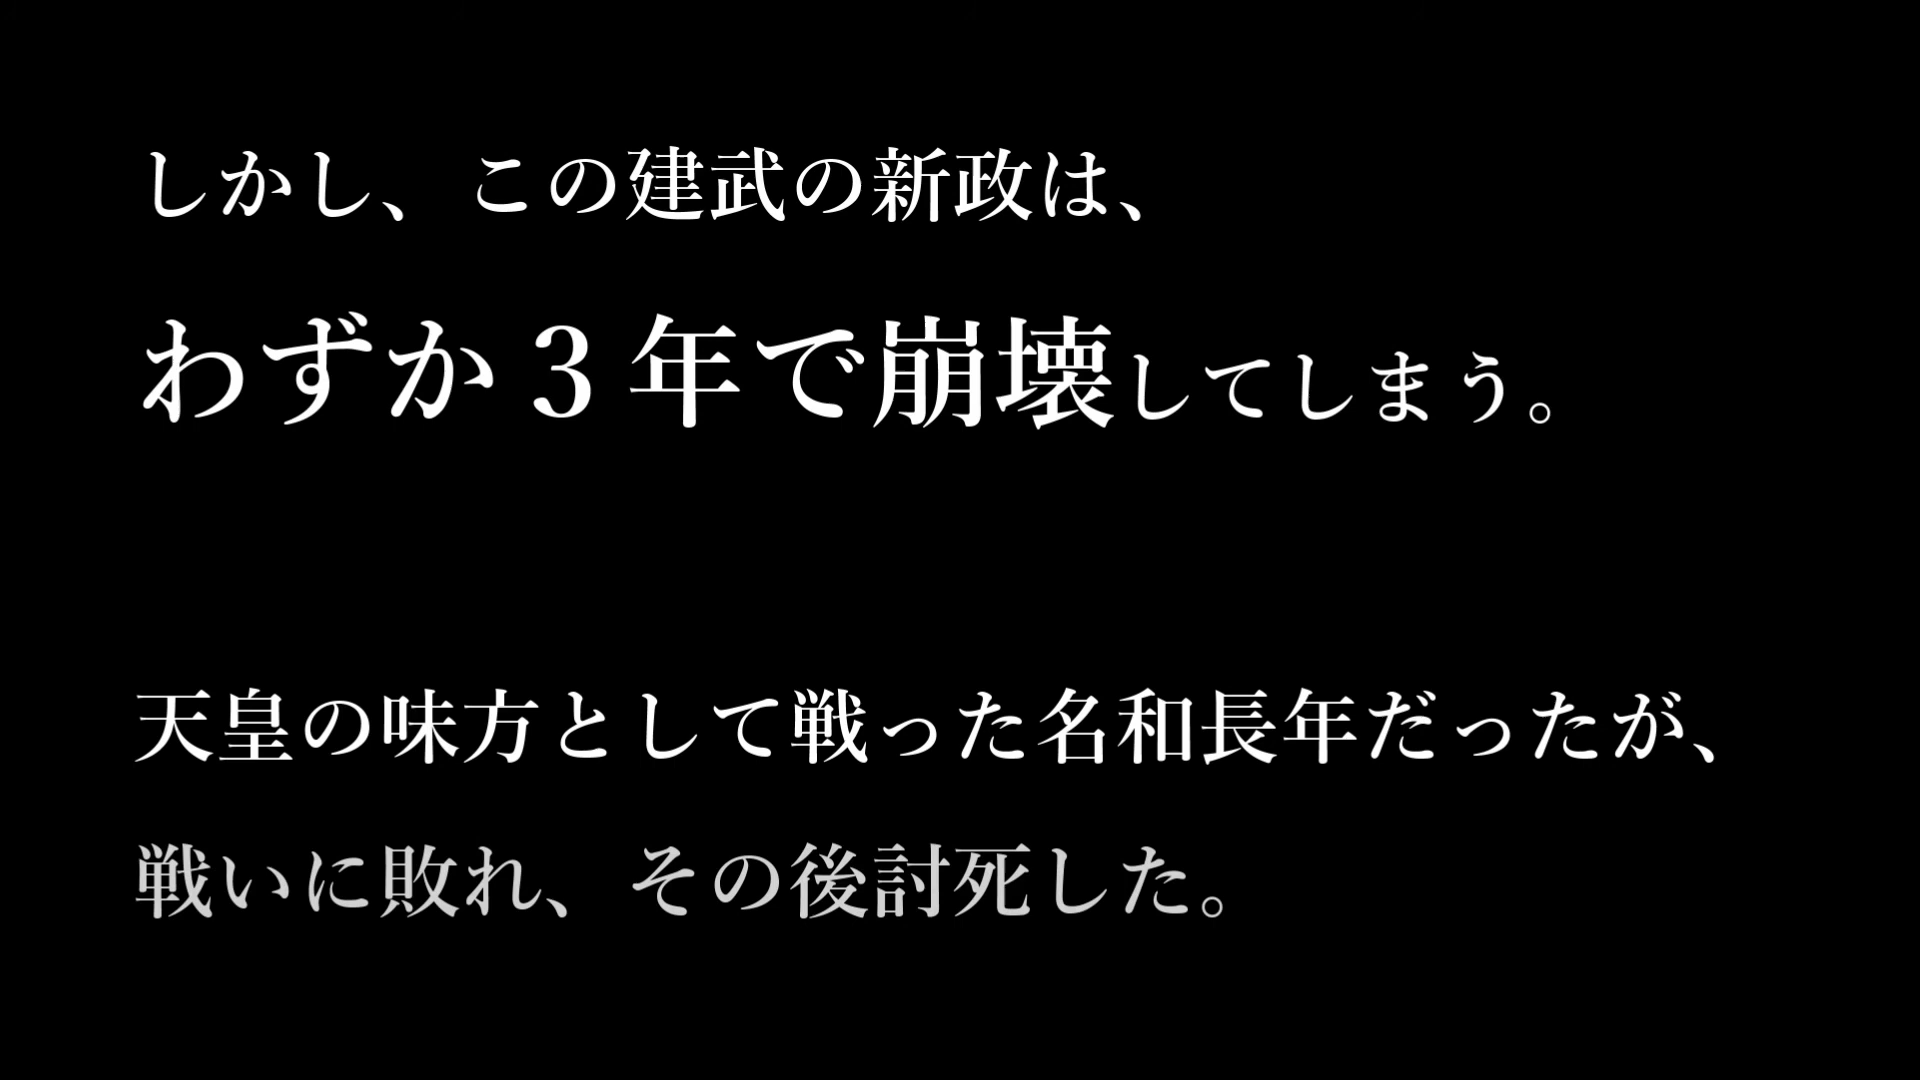 しかし、この建武の新政は、
わずか３年で崩壊してしまう。
天皇の味方として戦った名和長年だったが、
戦いに敗れ、その後討死した。